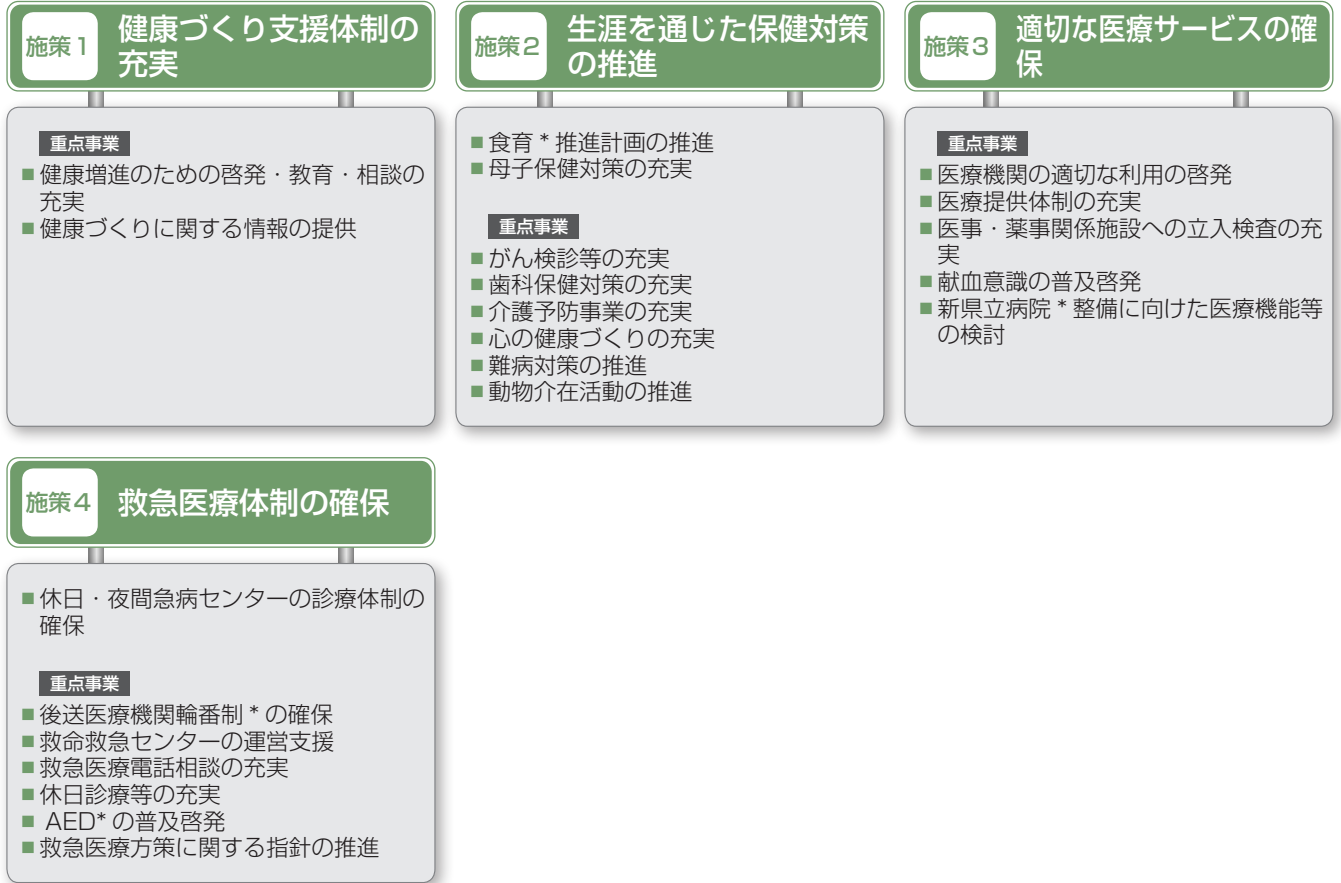 施策1
健康づくり支援体制の
充実
重点事業
■健康増進のための啓発・教育・相談の
充実
■健康づくりに関する情報の提供
施策2
生涯を通じた保健対策
の推進
■食育*推進計画の推進
■母子保健対策の充実
重点事業
■がん検診等の充実
■歯科保健対策の充実
■介護予防事業の充実
■心の健康づくりの充実
■難病対策の推進
■動物介在活動の推進
施策3
適切な医療サービスの確
保
重点事業
■医療機関の適切な利用の啓発
■医療提供体制の充実
■医事・薬事関係施設への立入検査の充
実
■献血意識の普及啓発
■新県立病院*整備に向けた医療機能等
の検討
施策4
救急医療体制の確保
■休日・夜間急病センターの診療体制の
確保
重点事業
■後送医療機関輪番制*の確保
■救命救急センターの運営支援
■救急医療電話相談の充実
■休日診療等の充実
■AED*の普及啓発
■救急医療方策に関する指針の推進